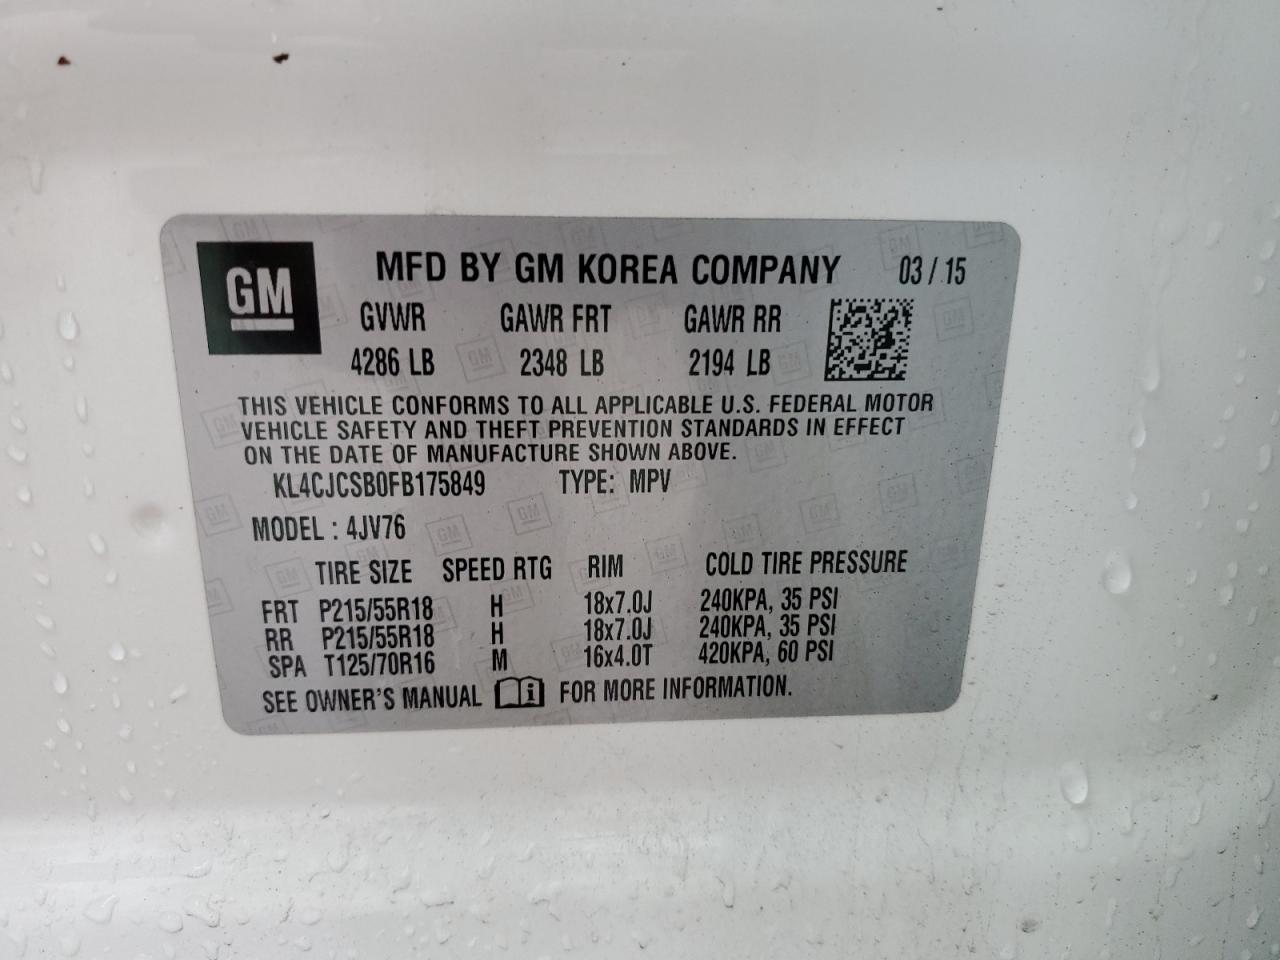 GM
MFD BY GM KOREA COMPANY 03 / 15
GVWR GAWR FRT GAWR RR
4286 LB 2348 LB 2194 LB
THIS VEHICLE CONFORMS TO ALL APPLICABLE U.S. FEDERAL MOTOR
VEHICLE SAFETY AND THEFT PREVENTION STANDARDS IN EFFECT
ON THE DATE OF MANUFACTURE SHOWN ABOVE.
KL4CJCSB0FB175849 TYPE: MPV
MODEL : 4JV76
TIRE SIZE SPEED RTG RIM COLD TIRE PRESSURE
FRT P215/55R18 H 18x7.0J 240KPA, 35 PSI
RR P215/55R18 H 18x7.0J 240KPA, 35 PSI
SPA T125/70R16 M 16x4.0T 420KPA, 60 PSI
SEE OWNER'S MANUAL i FOR MORE INFORMATION.